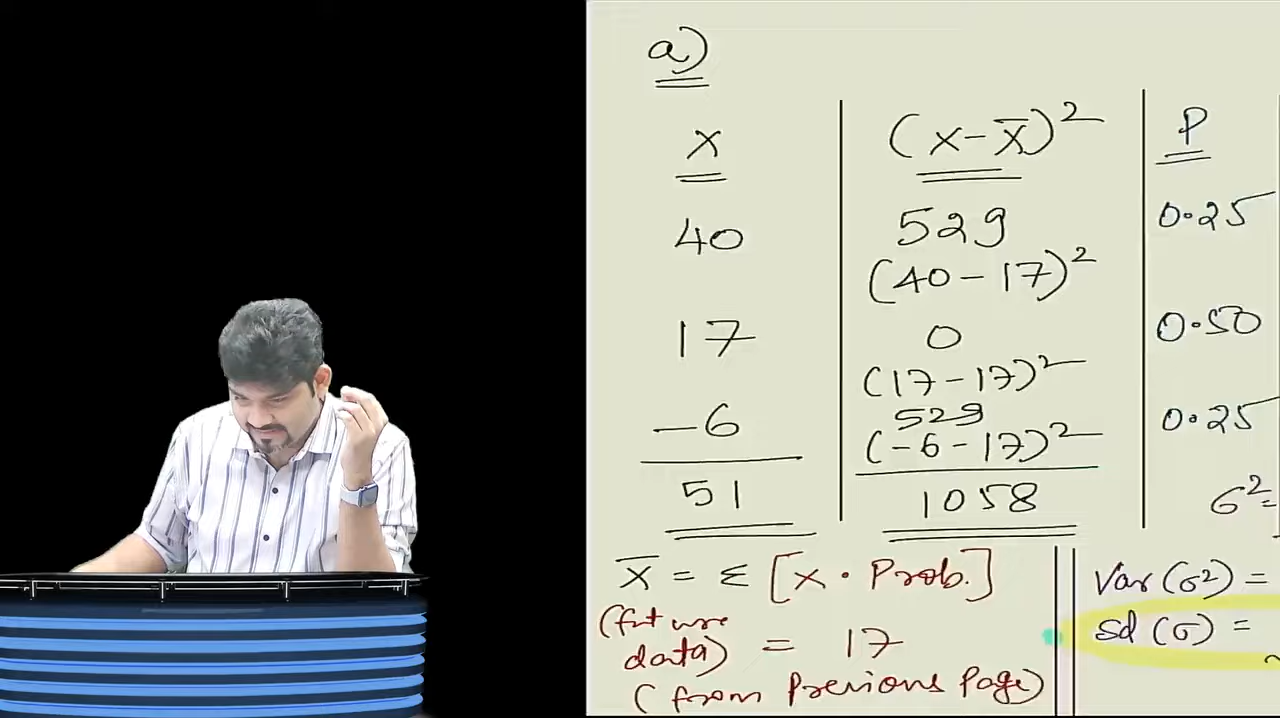 a)
x (x-x̄)² P
40 529 0.25
(40-17)²
17 0 0.50
(17-17)²
-6 529 0.25
(-6-17)²
51 1058 6²=
x̄ = Σ [x · Prob.]
(future data) = 17
(from Previous Page)
Var(σ²) =
sd(σ) =